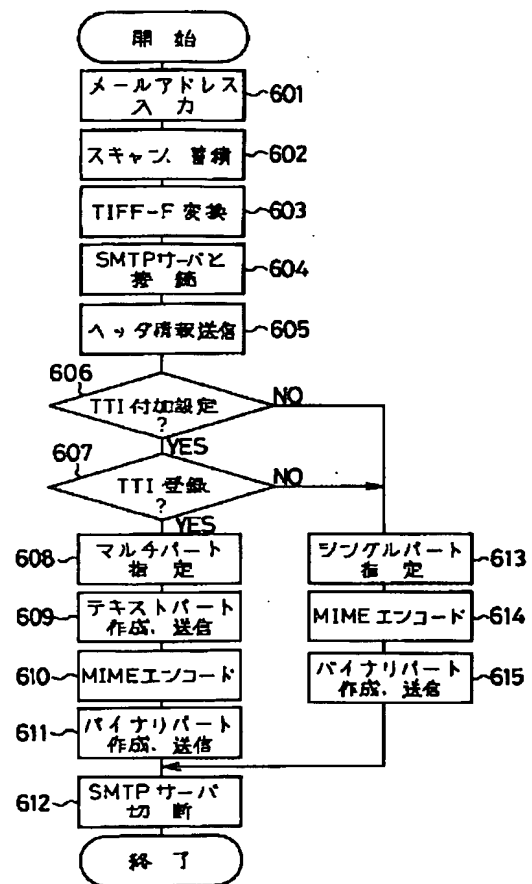 開始
メールアドレス
入力
601
スキャン、蓄積
602
TIFF-F変換
603
SMTPサーバと
接続
604
ヘッダ情報送信
605
606
TTI付加設定
?
NO
YES
607
TTI登録
?
NO
YES
608
マルチパート
指定
609
テキストパート
作成、送信
610
MIMEエンコード
611
バイナリパート
作成、送信
シングルパート
指定
613
MIMEエンコード
614
バイナリパート
作成、送信
615
612
SMTPサーバ
切断
終了